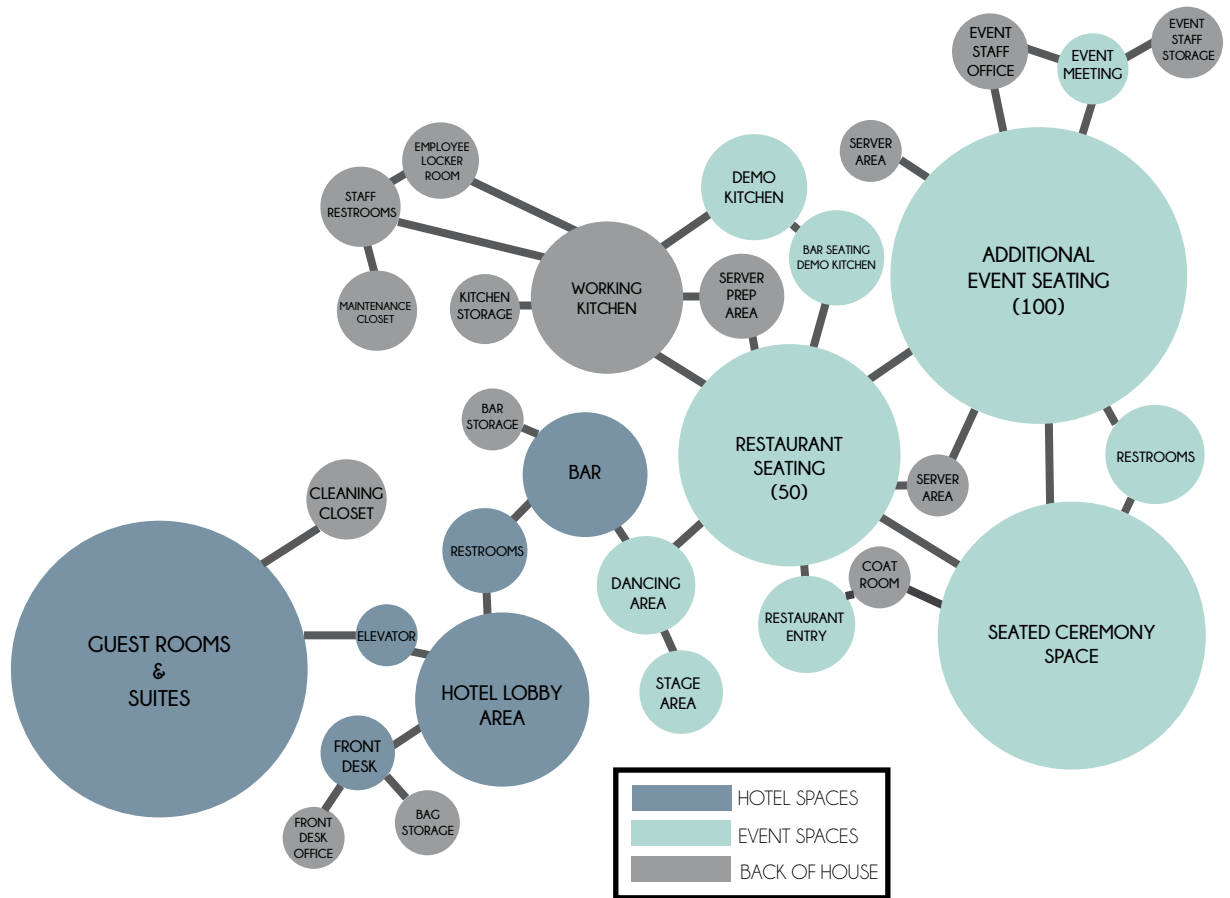 EVENT
STAFF
OFFICE
EVENT
MEETING
EVENT
STAFF
STORAGE
SERVER
AREA
EMPLOYEE
LOCKER
ROOM
STAFF
RESTROOMS
DEMO
KITCHEN
BAR SEATING
DEMO KITCHEN
ADDITIONAL
EVENT SEATING
(100)
MAINTENANCE
CLOSET
KITCHEN
STORAGE
WORKING
KITCHEN
SERVER
PREP
AREA
BAR
STORAGE
BAR
RESTAURANT
SEATING
(50)
SERVER
AREA
RESTROOMS
CLEANING
CLOSET
RESTROOMS
DANCING
AREA
COAT
ROOM
RESTAURANT
ENTRY
SEATED CEREMONY
SPACE
GUEST ROOMS
&
SUITES
ELEVATOR
HOTEL LOBBY
AREA
STAGE
AREA
FRONT
DESK
FRONT
DESK
OFFICE
BAG
STORAGE
HOTEL SPACES
EVENT SPACES
BACK OF HOUSE